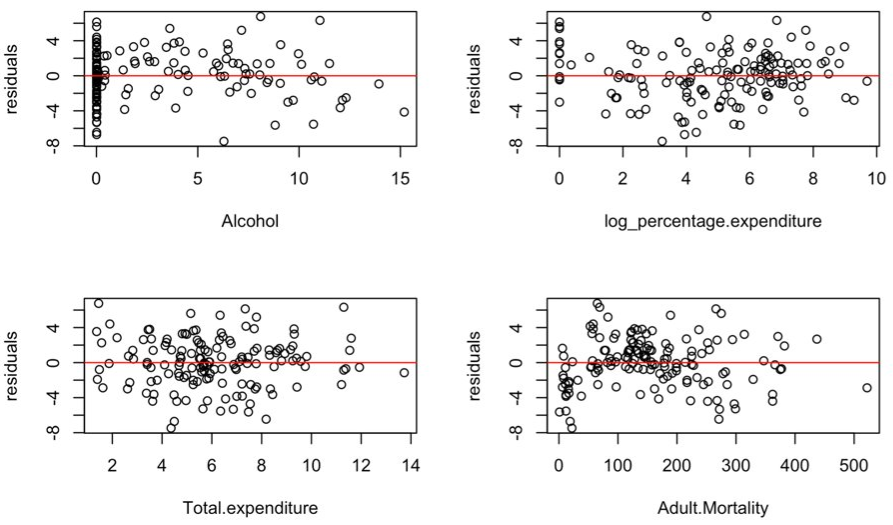 residuals
4
0
-4
-8
0 5 10 15
Alcohol
residuals
4
0
-4
-8
0 2 4 6 8 10
log_percentage.expenditure
residuals
4
0
-4
-8
2 4 6 8 10 12 14
Total.expenditure
residuals
4
0
-4
-8
0 100 200 300 400 500
Adult.Mortality